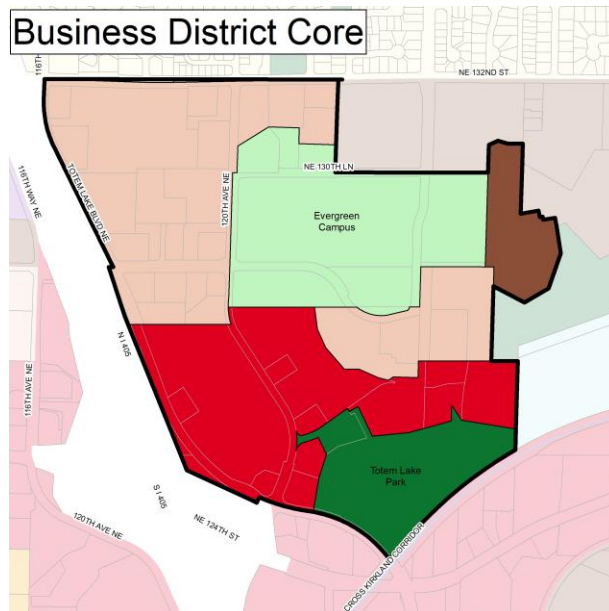 Business District Core
116TH
NE 132ND ST
116TH WAY NE
TOTEM LAKE BLVD NE
120TH AVE NE
NE 130TH LN
Evergreen
Campus
N I 405
116TH AVE NE
Totem Lake
Park
S I 405
NE 124TH ST
120TH AVE NE
CROSS KIRKLAND CORRIDOR